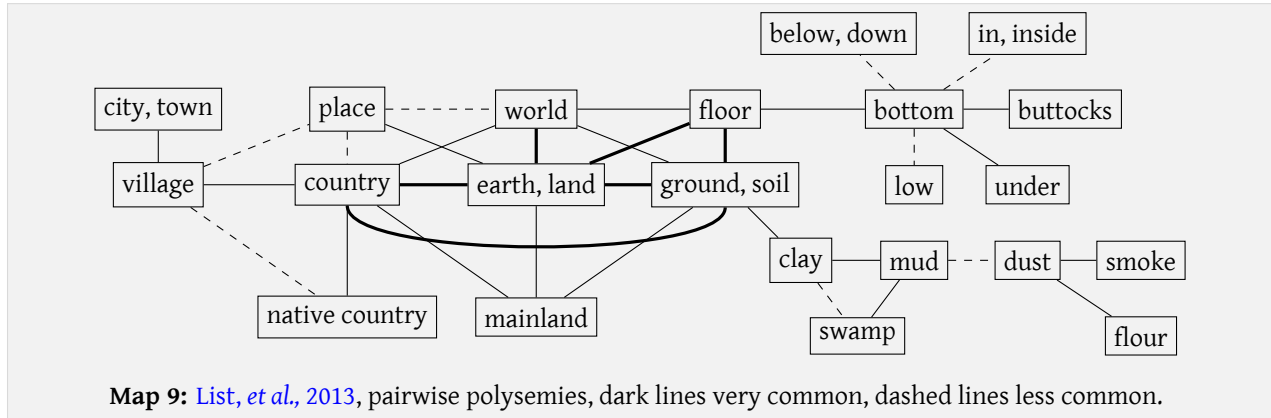 below, down
in, inside
city, town
place
world
floor
bottom
buttocks
village
country
earth, land
ground, soil
low
under
clay
mud
dust
smoke
native country
mainland
swamp
flour
Map 9: List, et al., 2013, pairwise polysemies, dark lines very common, dashed lines less common.